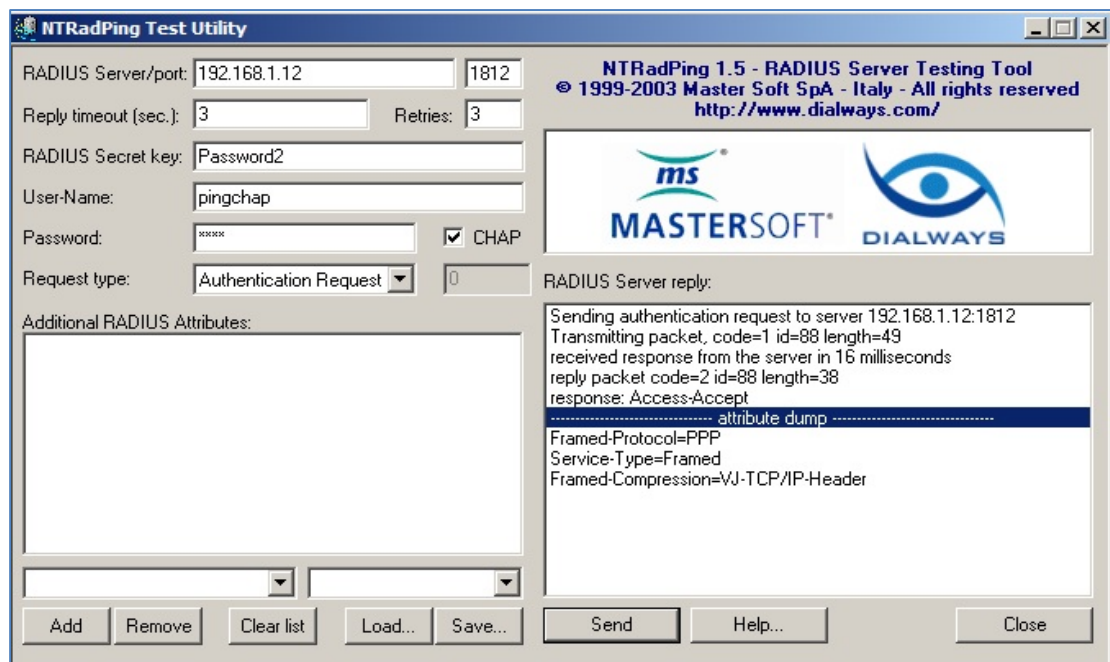 NTRadPing Test Utility
RADIUS Server/port: 192.168.1.12 1812
Reply timeout (sec.): 3 Retries: 3
RADIUS Secret key: Password2
User-Name: pingchap
Password: **** CHAP
Request type: Authentication Request 0
Additional RADIUS Attributes:
Add Remove Clear list Load... Save...
NTRadPing 1.5 - RADIUS Server Testing Tool
© 1999-2003 Master Soft SpA - Italy - All rights reserved
http://www.dialways.com/
ms
MASTERSOFT®
DIALWAYS
RADIUS Server reply:
Sending authentication request to server 192.168.1.12:1812
Transmitting packet, code=1 id=88 length=49
received response from the server in 16 milliseconds
reply packet code=2 id=88 length=38
response: Access-Accept
--------------------------------- attribute dump ---------------------------------
Framed-Protocol=PPP
Service-Type=Framed
Framed-Compression=VJ-TCP/IP-Header
Send Help... Close